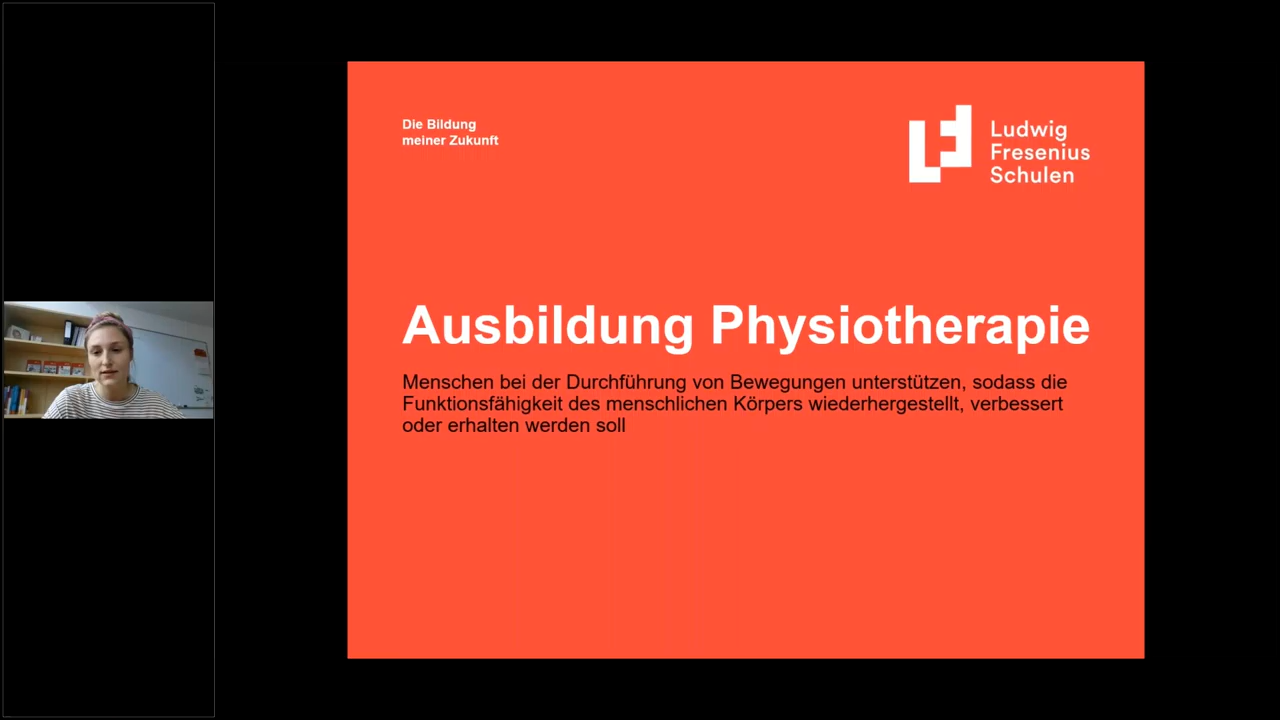 Die Bildung
meiner Zukunft
Ludwig
Fresenius
Schulen
Ausbildung Physiotherapie
Menschen bei der Durchführung von Bewegungen unterstützen, sodass die
Funktionsfähigkeit des menschlichen Körpers wiederhergestellt, verbessert
oder erhalten werden soll